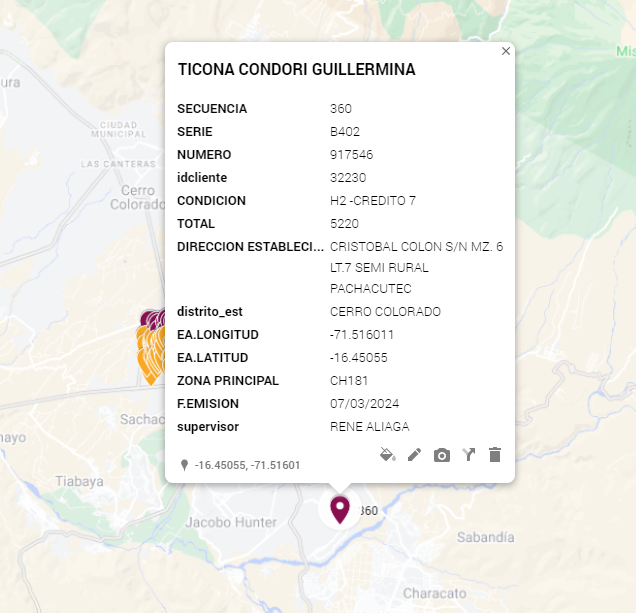 TICONA CONDORI GUILLERMINA
SECUENCIA 360
SERIE B402
NUMERO 917546
idcliente 32230
CONDICION H2 -CREDITO 7
TOTAL 5220
DIRECCION ESTABLECI... CRISTOBAL COLON S/N MZ. 6
LT.7 SEMI RURAL
PACHACUTEC
distrito_est CERRO COLORADO
EA.LONGITUD -71.516011
EA.LATITUD -16.45055
ZONA PRINCIPAL CH181
F.EMISION 07/03/2024
supervisor RENE ALIAGA
-16.45055, -71.51601
Mis
ura
CIUDAD
MUNICIPAL
LAS CANTERAS
Cerro
Colorado
Sachac
nayo
Tiabaya
Jacobo Hunter
360
Sabandía
Characato